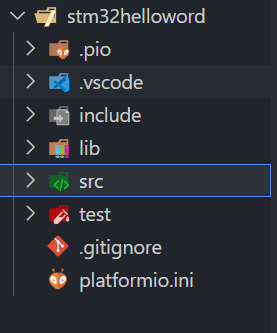 stm32helloword
.pio
.vscode
include
lib
src
test
.gitignore
platformio.ini